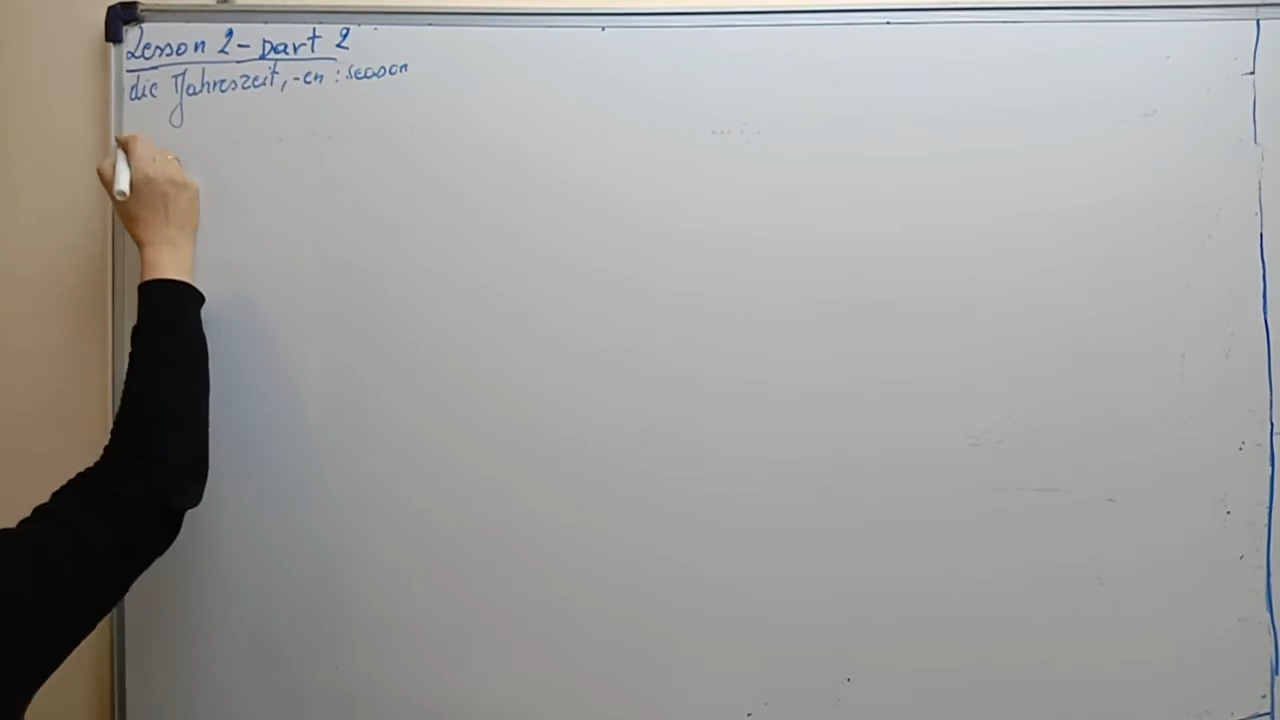 Lesson 2 - part 2
die Jahreszeit, -en : season